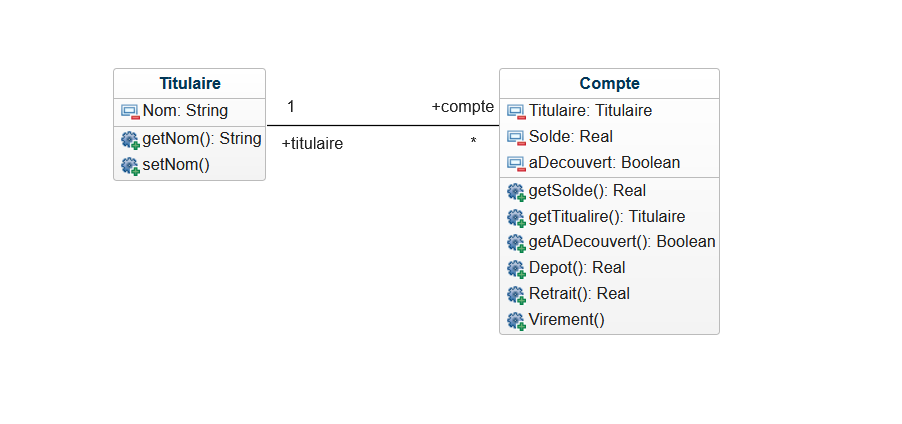 Titulaire
Nom: String
getNom(): String
setNom()
1
+titulaire
+compte
*
Compte
Titulaire: Titulaire
Solde: Real
aDecouvert: Boolean
getSolde(): Real
getTitualire(): Titulaire
getADecouvert(): Boolean
Depot(): Real
Retrait(): Real
Virement()